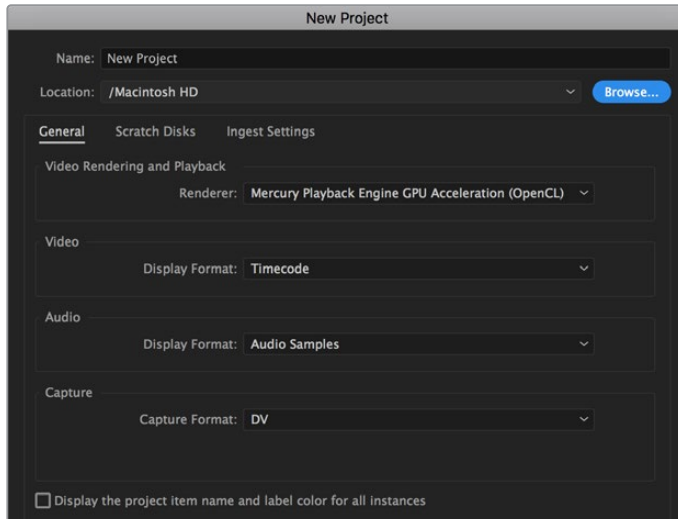 New Project
Name: New Project
Location: /Macintosh HD Browse...
General Scratch Disks Ingest Settings
Video Rendering and Playback
Renderer: Mercury Playback Engine GPU Acceleration (OpenCL)
Video
Display Format: Timecode
Audio
Display Format: Audio Samples
Capture
Capture Format: DV
Display the project item name and label color for all instances